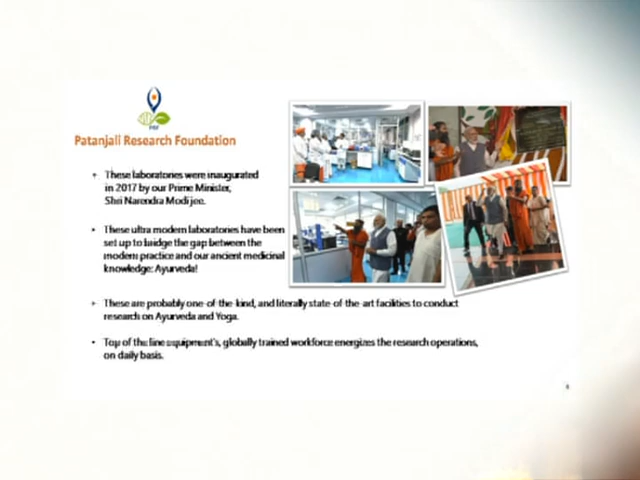 PRF
Patanjali Research Foundation
These laboratories were inaugurated
in 2017 by our Prime Minister,
Shri Narendra Modi jee.
These ultra modern laboratories have been
set up to bridge the gap between the
modern practice and our ancient medicinal
knowledge: Ayurveda!
These are probably one-of-the-kind, and literally state-of-the-art facilities to conduct
research on Ayurveda and Yoga.
Top of the line equipment's, globally trained workforce energizes the research operations,
on daily basis.